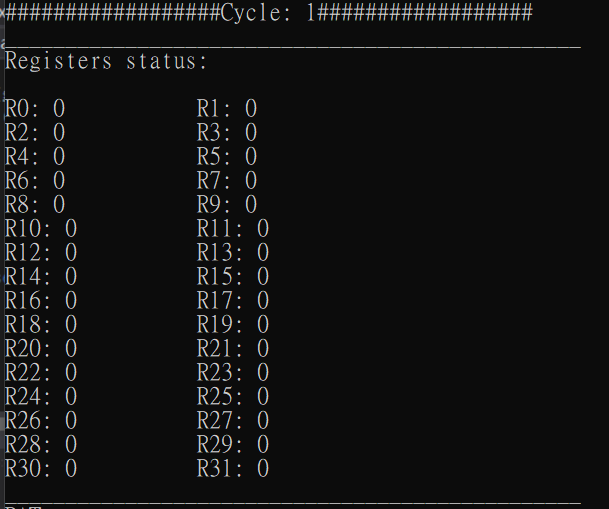 ##################Cycle: 1##################
________________________________________________
Registers status:
R0: 0 R1: 0
R2: 0 R3: 0
R4: 0 R5: 0
R6: 0 R7: 0
R8: 0 R9: 0
R10: 0 R11: 0
R12: 0 R13: 0
R14: 0 R15: 0
R16: 0 R17: 0
R18: 0 R19: 0
R20: 0 R21: 0
R22: 0 R23: 0
R24: 0 R25: 0
R26: 0 R27: 0
R28: 0 R29: 0
R30: 0 R31: 0
________________________________________________